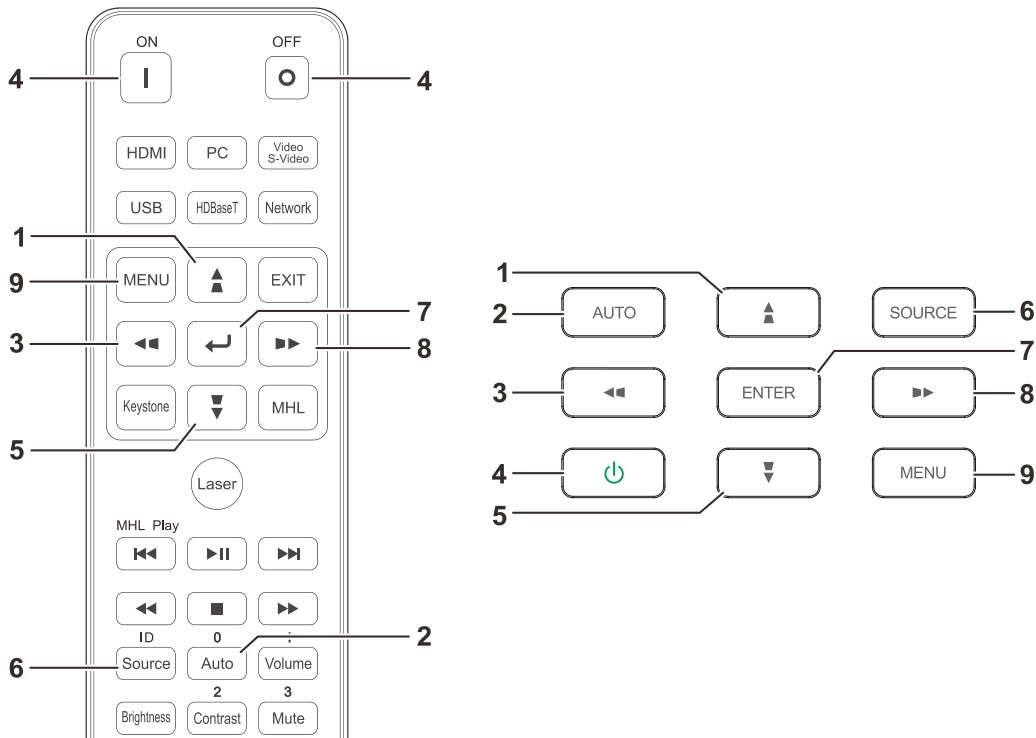 ON OFF
4 4
HDMI PC Video S-Video
USB HDBaseT Network
1
MENU EXIT
9
7
3 8
Keystone MHL
5
Laser
MHL Play
ID 0
2
Source Auto Volume
6
2 3
Brightness Contrast Mute
1
2 AUTO SOURCE 6
7
3 ENTER 8
4 MENU 9
5